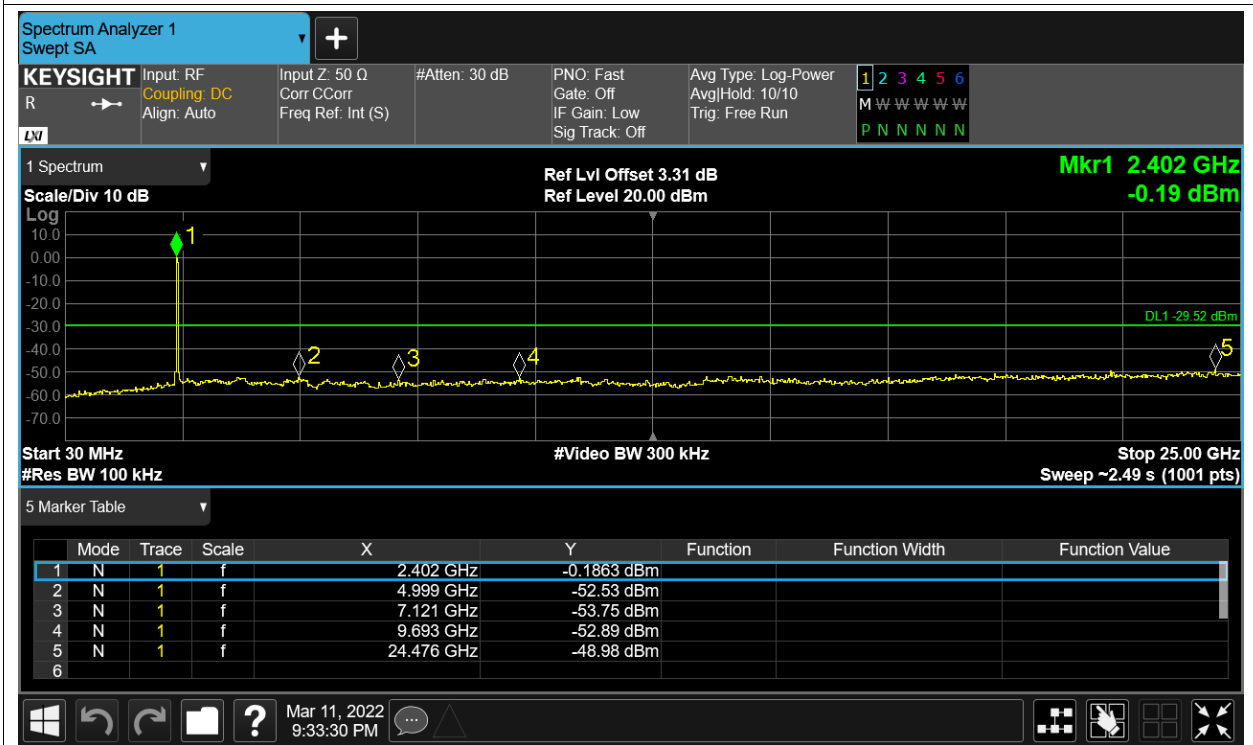 Spectrum Analyzer 1
Swept SA
KEYSIGHT
R
LXI
Input: RF
Coupling: DC
Align: Auto
Input Z: 50 Ω
Corr CCorr
Freq Ref: Int (S)
#Atten: 30 dB
PNO: Fast
Gate: Off
IF Gain: Low
Sig Track: Off
Avg Type: Log-Power
Avg|Hold: 10/10
Trig: Free Run
1 2 3 4 5 6
M W W W W W
P N N N N N
1 Spectrum
Scale/Div 10 dB
Ref Lvl Offset 3.31 dB
Ref Level 20.00 dBm
Mkr1 2.402 GHz
-0.19 dBm
Log
10.0
0.00
-10.0
-20.0
-30.0
-40.0
-50.0
-60.0
-70.0
1
DL1 -29.52 dBm
2
3
4
5
Start 30 MHz
#Res BW 100 kHz
#Video BW 300 kHz
Stop 25.00 GHz
Sweep ~2.49 s (1001 pts)
5 Marker Table
Mode Trace Scale X Y Function Function Width Function Value
1 N 1 f 2.402 GHz -0.1863 dBm
2 N 1 f 4.999 GHz -52.53 dBm
3 N 1 f 7.121 GHz -53.75 dBm
4 N 1 f 9.693 GHz -52.89 dBm
5 N 1 f 24.476 GHz -48.98 dBm
6
?
Mar 11, 2022
9:33:30 PM